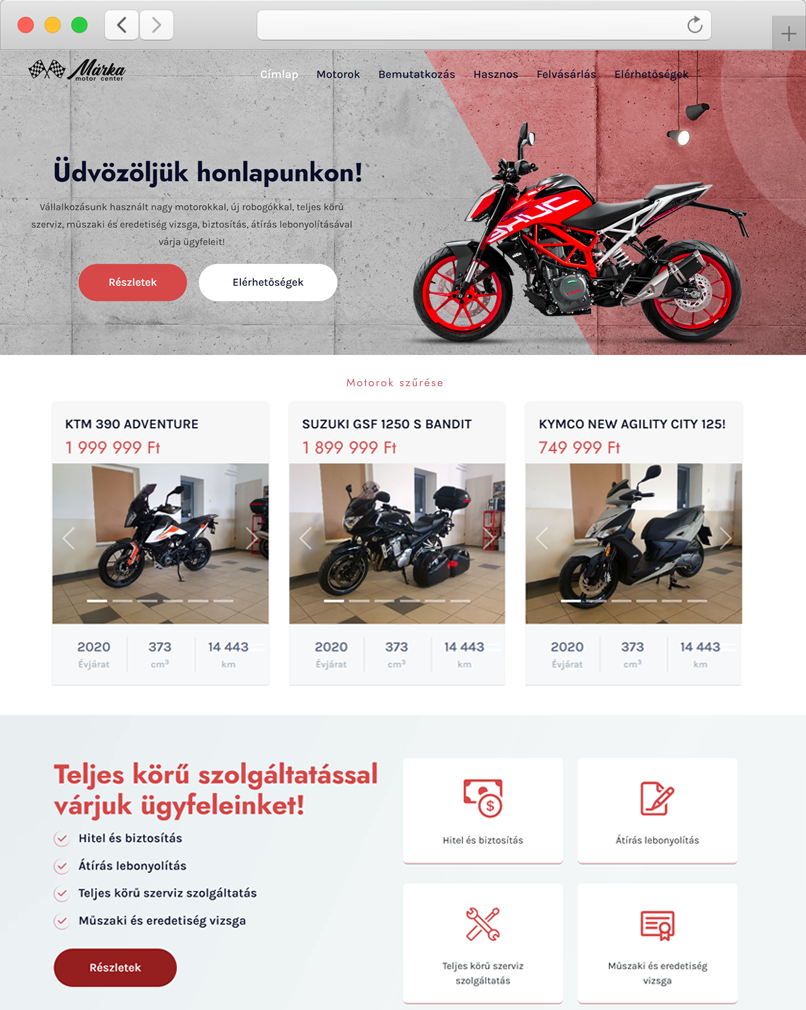 Márka
motor center
Címlap Motorok Bemutatkozás Hasznos Felvásárlás Elérhetőségek
Üdvözöljük honlapunkon!
Vállalkozásunk használt nagy motorokkal, új robogókkal, teljes körű
szerviz, műszaki és eredetiség vizsga, biztosítás, átírás lebonyolításával
várja ügyfeleit!
Részletek Elérhetőségek
Motorok szűrése
KTM 390 ADVENTURE
1 999 999 Ft
2020 373 14 443
Évjárat cm³ km
SUZUKI GSF 1250 S BANDIT
1 899 999 Ft
2020 373 14 443
Évjárat cm³ km
KYMCO NEW AGILITY CITY 125!
749 999 Ft
2020 373 14 443
Évjárat cm³ km
Teljes körű szolgáltatással
várjuk ügyfeleinket!
Hitel és biztosítás
Átírás lebonyolítás
Teljes körű szerviz szolgáltatás
Műszaki és eredetiség vizsga
Részletek
Hitel és biztosítás
Átírás lebonyolítás
Teljes körű szerviz
szolgáltatás
Műszaki és eredetiség
vizsga